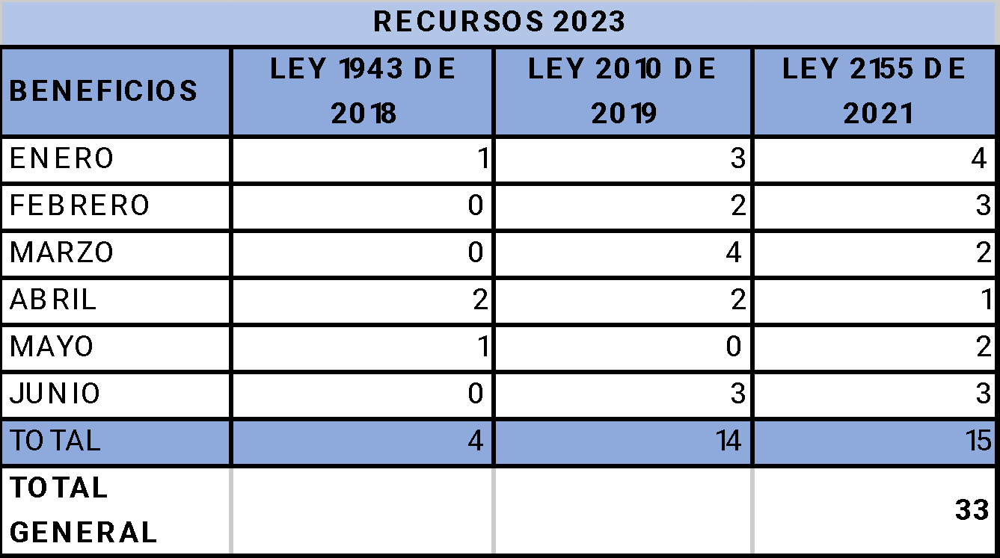 RECURSOS 2023
BENEFICIOS LEY 1943 DE 2018 LEY 2010 DE 2019 LEY 2155 DE 2021
ENERO 1 3 4
FEBRERO 0 2 3
MARZO 0 4 2
ABRIL 2 2 1
MAYO 1 0 2
JUNIO 0 3 3
TOTAL 4 14 15
TOTAL GENERAL 33